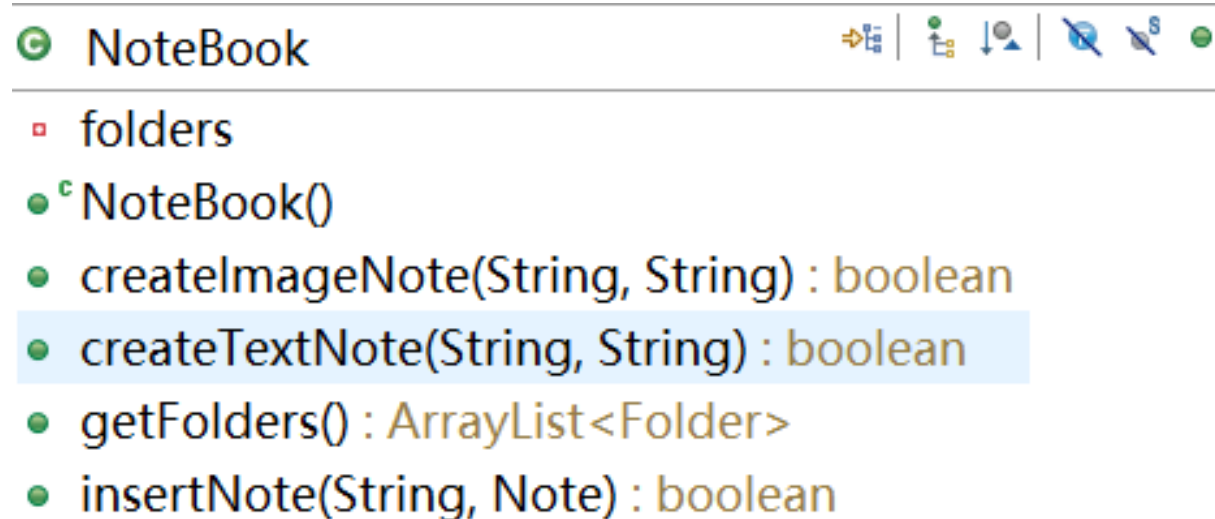 NoteBook
folders
NoteBook()
createImageNote(String, String) : boolean
createTextNote(String, String) : boolean
getFolders() : ArrayList<Folder>
insertNote(String, Note) : boolean